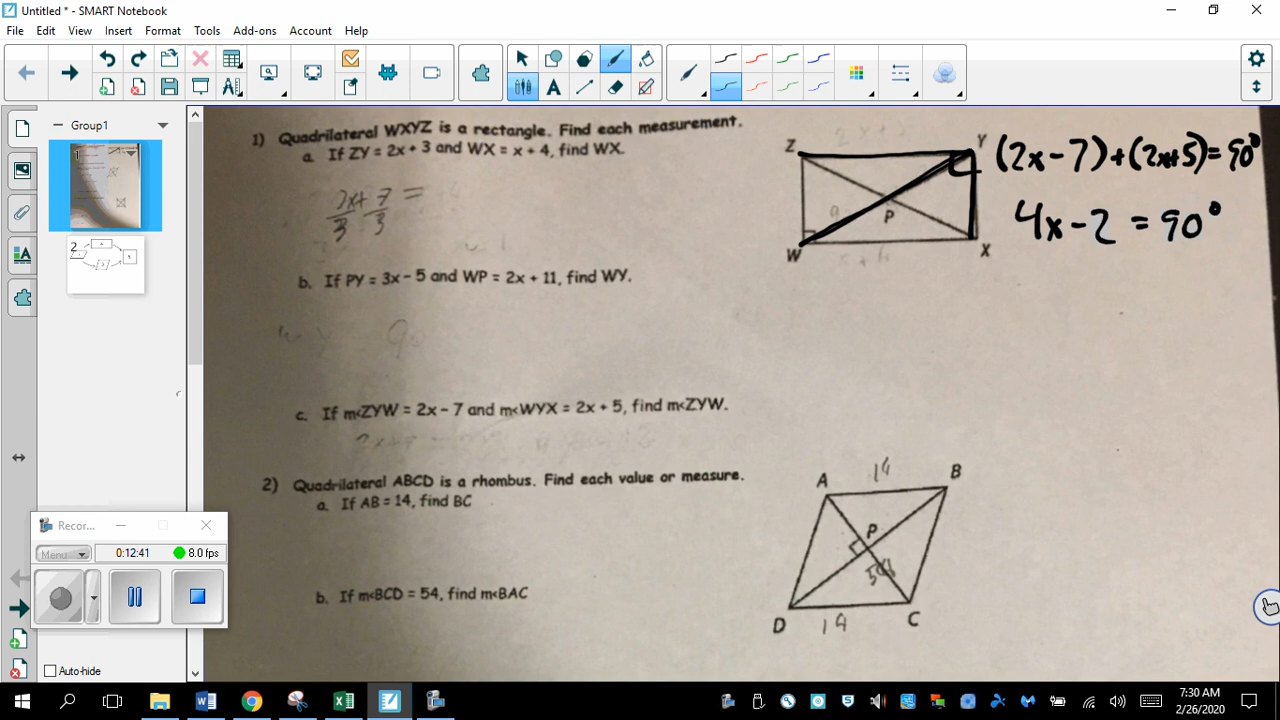 Untitled * - SMART Notebook
File Edit View Insert Format Tools Add-ons Account Help
Group1
1
2
1) Quadrilateral WXYZ is a rectangle. Find each measurement.
a. If ZY = 2x + 3 and WX = x + 4, find WX.
b. If PY = 3x - 5 and WP = 2x + 11, find WY.
c. If m<ZYW = 2x - 7 and m<WYX = 2x + 5, find m<ZYW.
Z Y
P
W X
(2x-7)+(2x+5)=90°
4x-2 = 90°
2) Quadrilateral ABCD is a rhombus. Find each value or measure.
a. If AB = 14, find BC
b. If m<BCD = 54, find m<BAC
14
A B
P
D C
14
Recor...
Menu
0:12:41
8.0 fps
Auto-hide
7:30 AM
2/26/2020